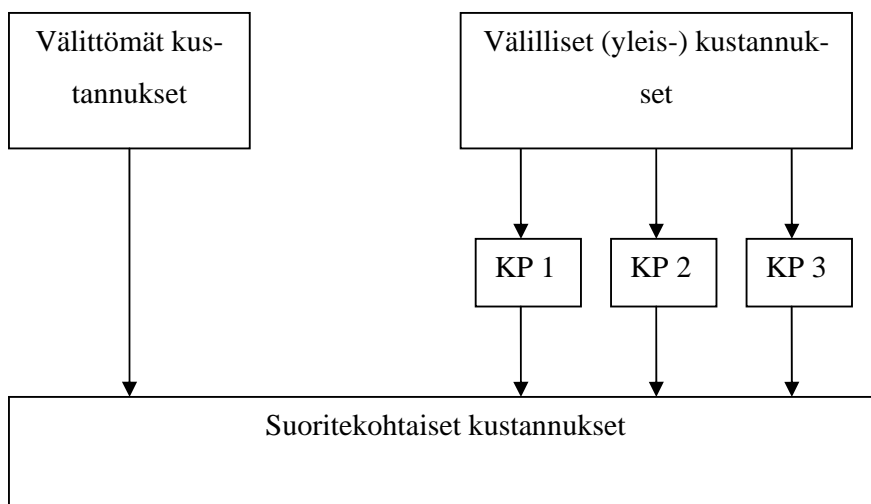 Välittömät kus-
tannukset
Välilliset (yleis-) kustannuk-
set
KP 1
KP 2
KP 3
Suoritekohtaiset kustannukset